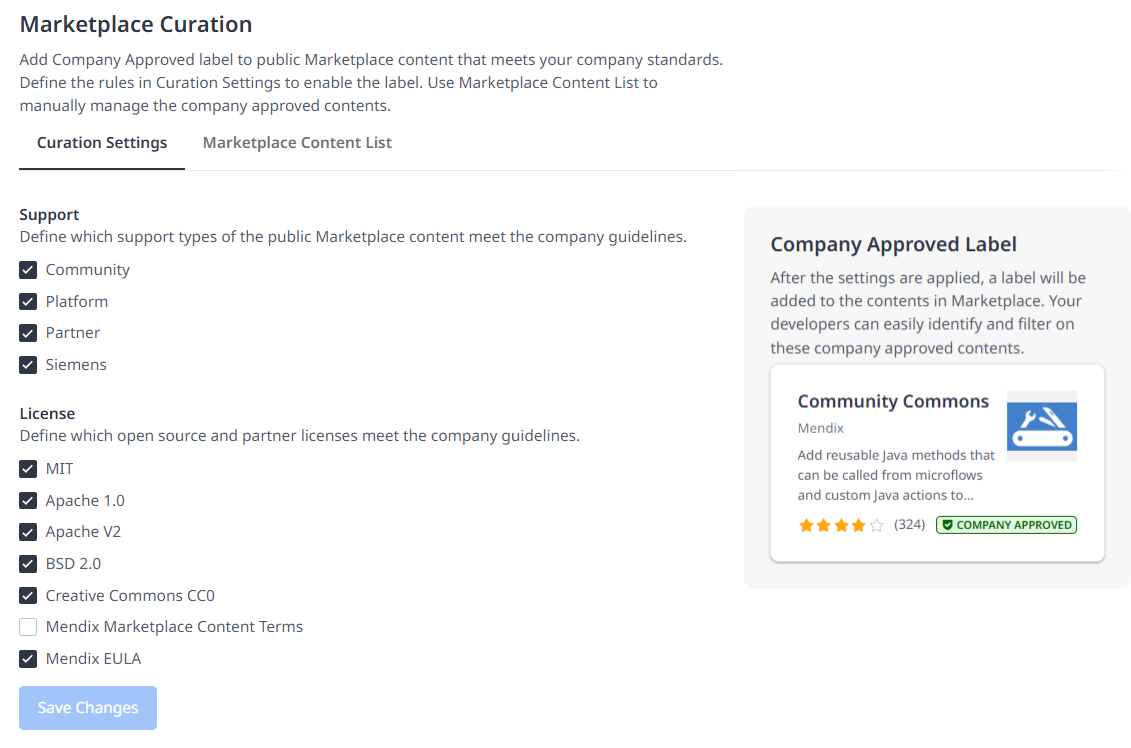 Marketplace Curation
Add Company Approved label to public Marketplace content that meets your company standards.
Define the rules in Curation Settings to enable the label. Use Marketplace Content List to
manually manage the company approved contents.
Curation Settings
Marketplace Content List
Support
Define which support types of the public Marketplace content meet the company guidelines.
Community
Platform
Partner
Siemens
License
Define which open source and partner licenses meet the company guidelines.
MIT
Apache 1.0
Apache V2
BSD 2.0
Creative Commons CC0
Mendix Marketplace Content Terms
Mendix EULA
Save Changes
Company Approved Label
After the settings are applied, a label will be
added to the contents in Marketplace. Your
developers can easily identify and filter on
these company approved contents.
Community Commons
Mendix
Add reusable Java methods that
can be called from microflows
and custom Java actions to...
(324) COMPANY APPROVED